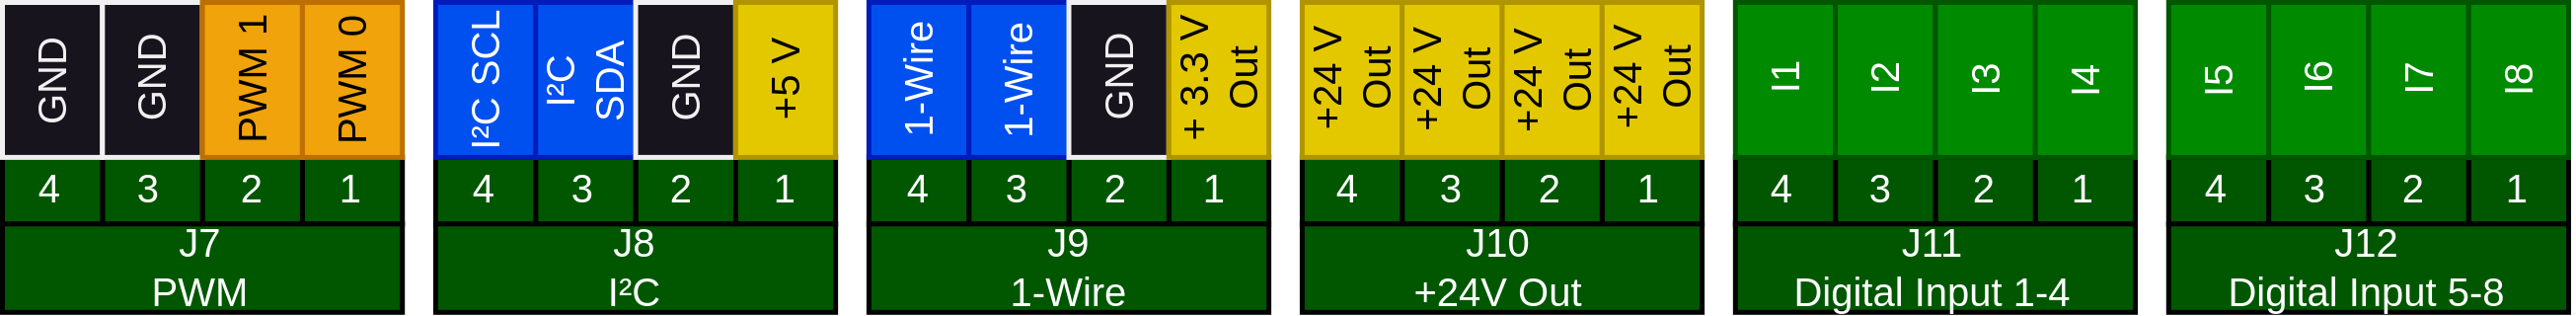 GND
GND
PWM 1
PWM 0
4
3
2
1
J7
PWM
I²C SCL
I²C
SDA
GND
+5 V
4
3
2
1
J8
I²C
1-Wire
1-Wire
GND
+ 3.3 V
Out
4
3
2
1
J9
1-Wire
+24 V
Out
+24 V
Out
+24 V
Out
+24 V
Out
4
3
2
1
J10
+24V Out
I1
I2
I3
I4
4
3
2
1
J11
Digital Input 1-4
I5
I6
I7
I8
4
3
2
1
J12
Digital Input 5-8